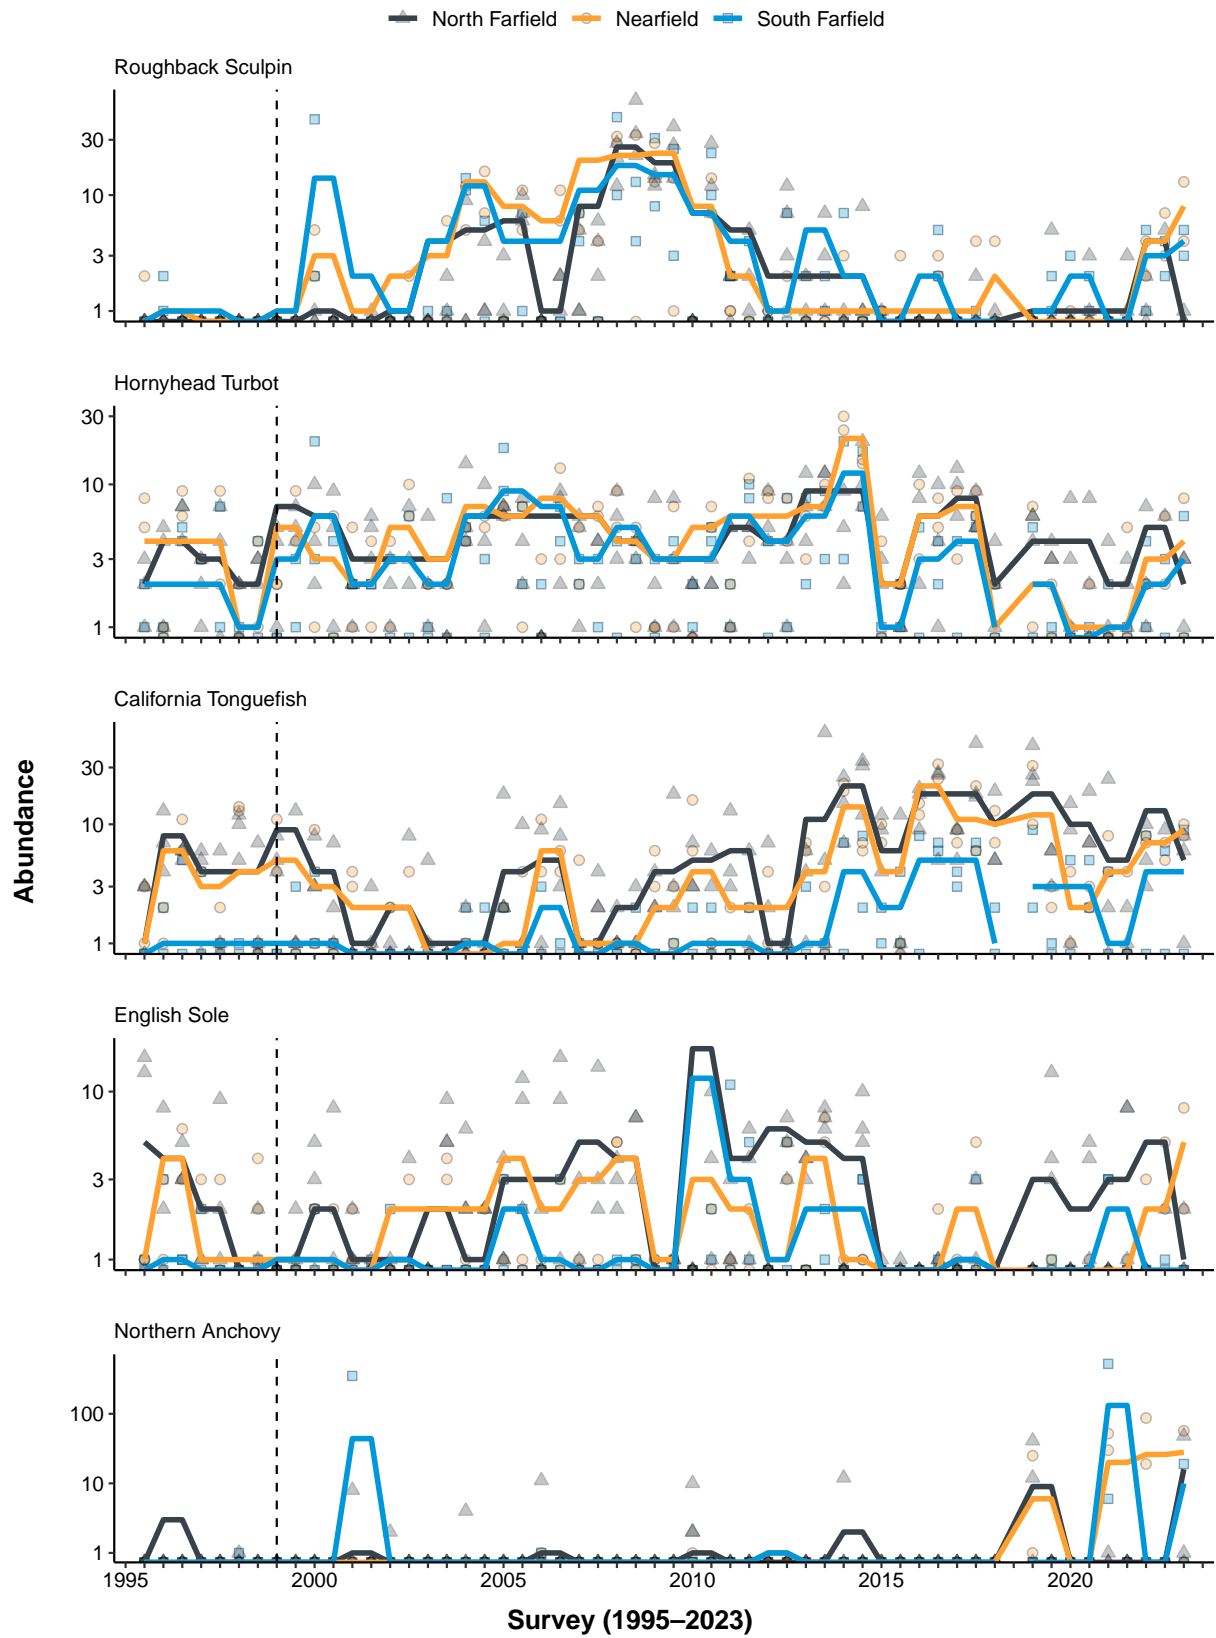 North Farfield Nearfield South Farfield
Roughback Sculpin
30
10
3
1
Hornyhead Turbot
30
10
3
1
California Tonguefish
30
10
3
1
Abundance
English Sole
10
3
1
Northern Anchovy
100
10
1
1995 2000 2005 2010 2015 2020
Survey (1995–2023)